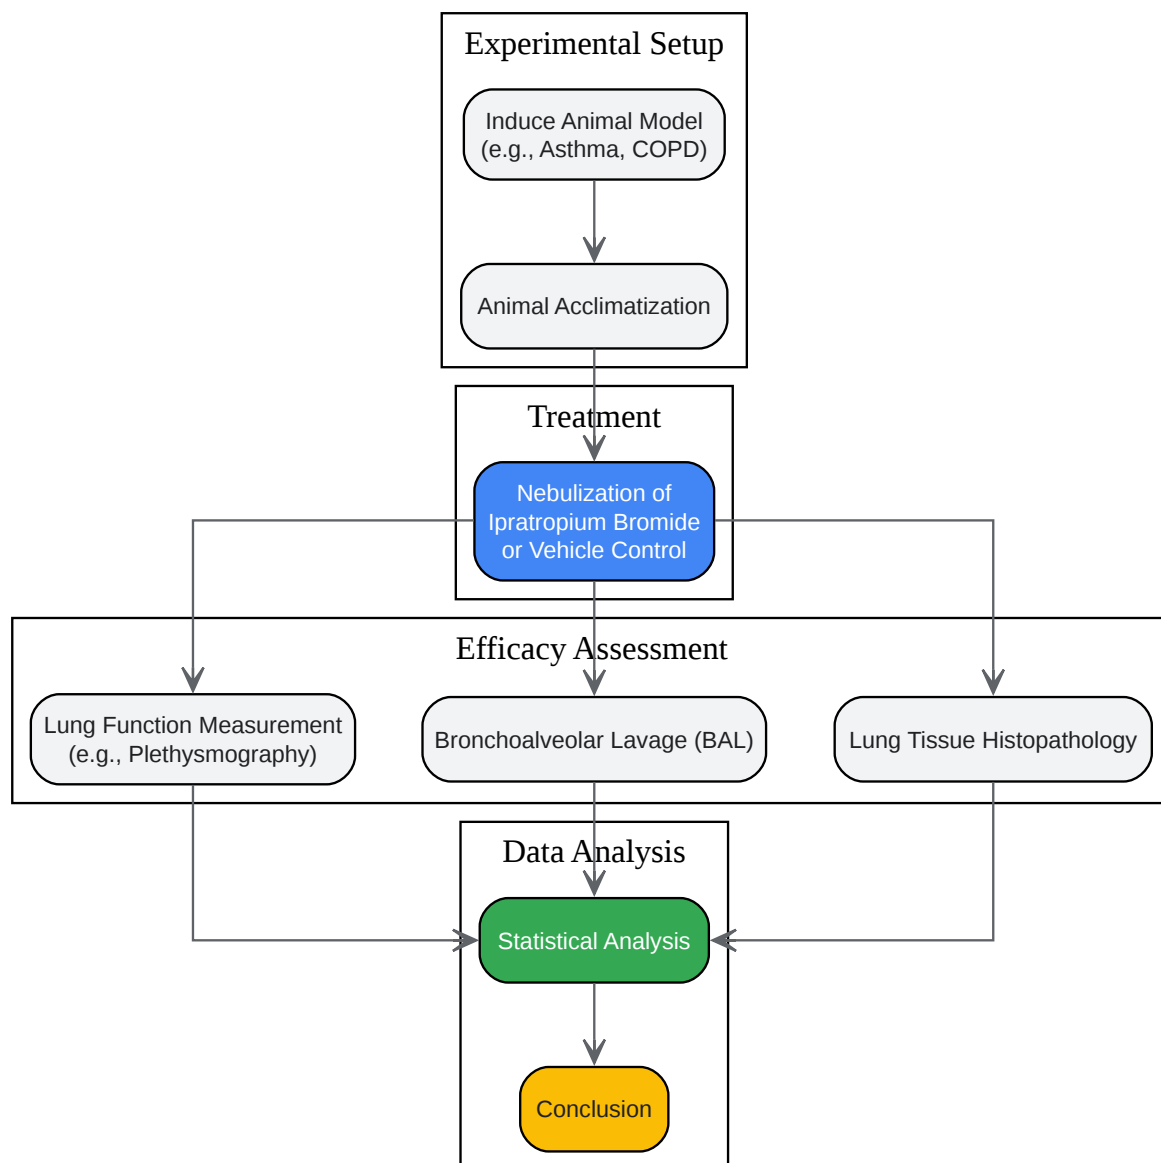 Experimental Setup
Induce Animal Model
(e.g., Asthma, COPD)
Animal Acclimatization
Treatment
Nebulization of
Ipratropium Bromide
or Vehicle Control
Efficacy Assessment
Lung Function Measurement
(e.g., Plethysmography)
Bronchoalveolar Lavage (BAL)
Lung Tissue Histopathology
Data Analysis
Statistical Analysis
Conclusion